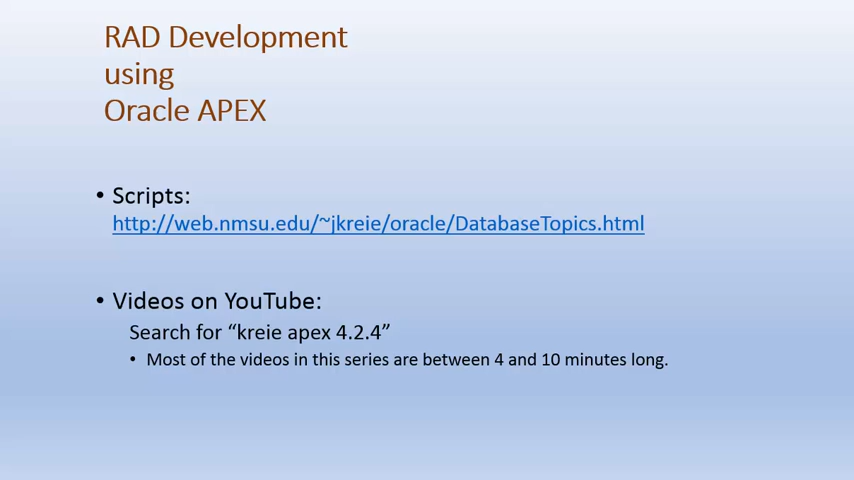 RAD Development
using
Oracle APEX
• Scripts:
http://web.nmsu.edu/~jkreie/oracle/DatabaseTopics.html
• Videos on YouTube:
Search for “kreie apex 4.2.4”
• Most of the videos in this series are between 4 and 10 minutes long.